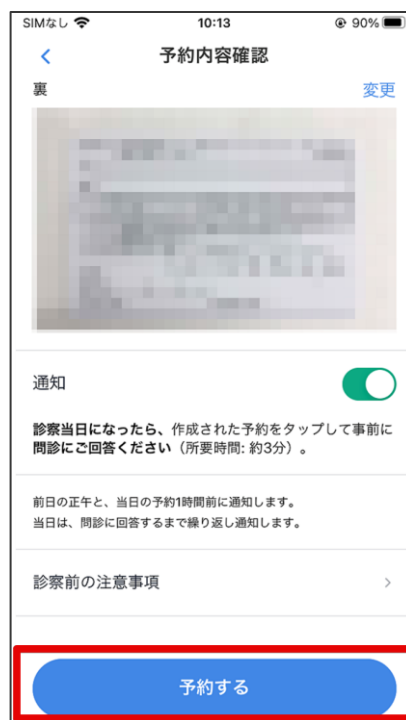 SIMなし 10:13 90%
予約内容確認
裏 変更
通知
診察当日になったら、作成された予約をタップして事前に
問診にご回答ください（所要時間: 約3分）。
前日の正午と、当日の予約1時間前に通知します。
当日は、問診に回答するまで繰り返し通知します。
診察前の注意事項
予約する